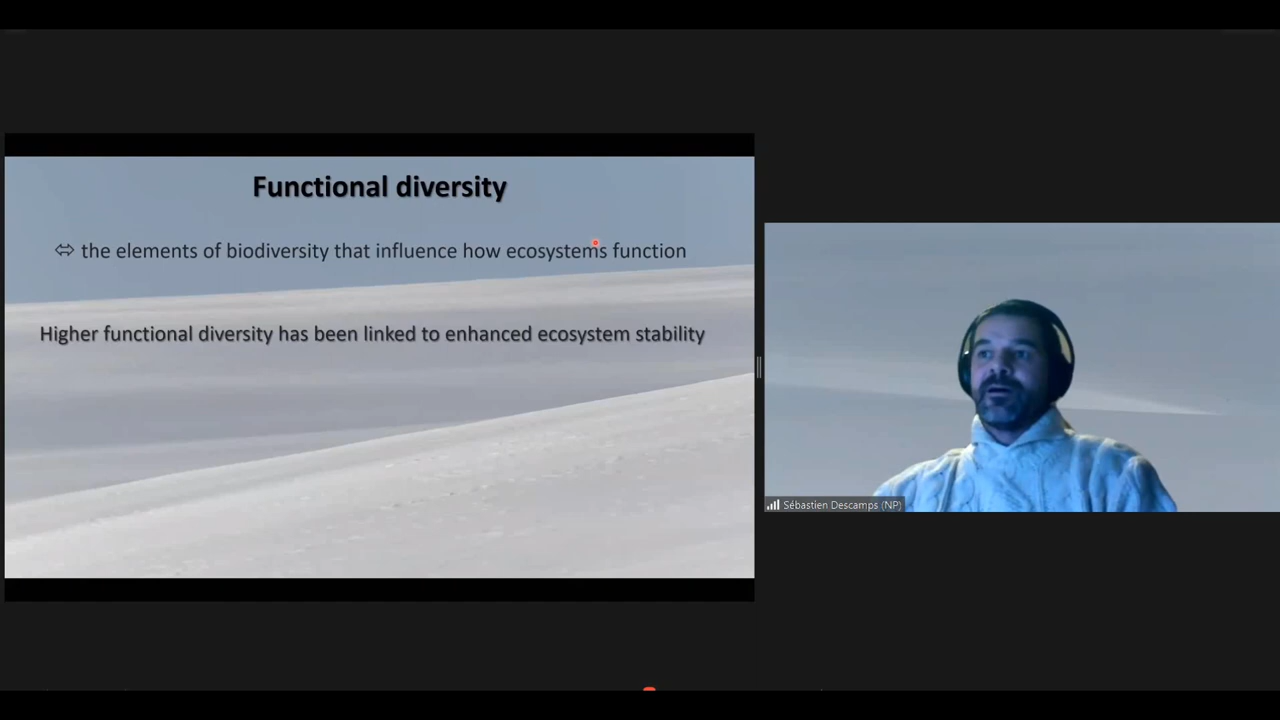 Functional diversity
⬄ the elements of biodiversity that influence how ecosystems function
Higher functional diversity has been linked to enhanced ecosystem stability
Sébastien Descamps (NP)